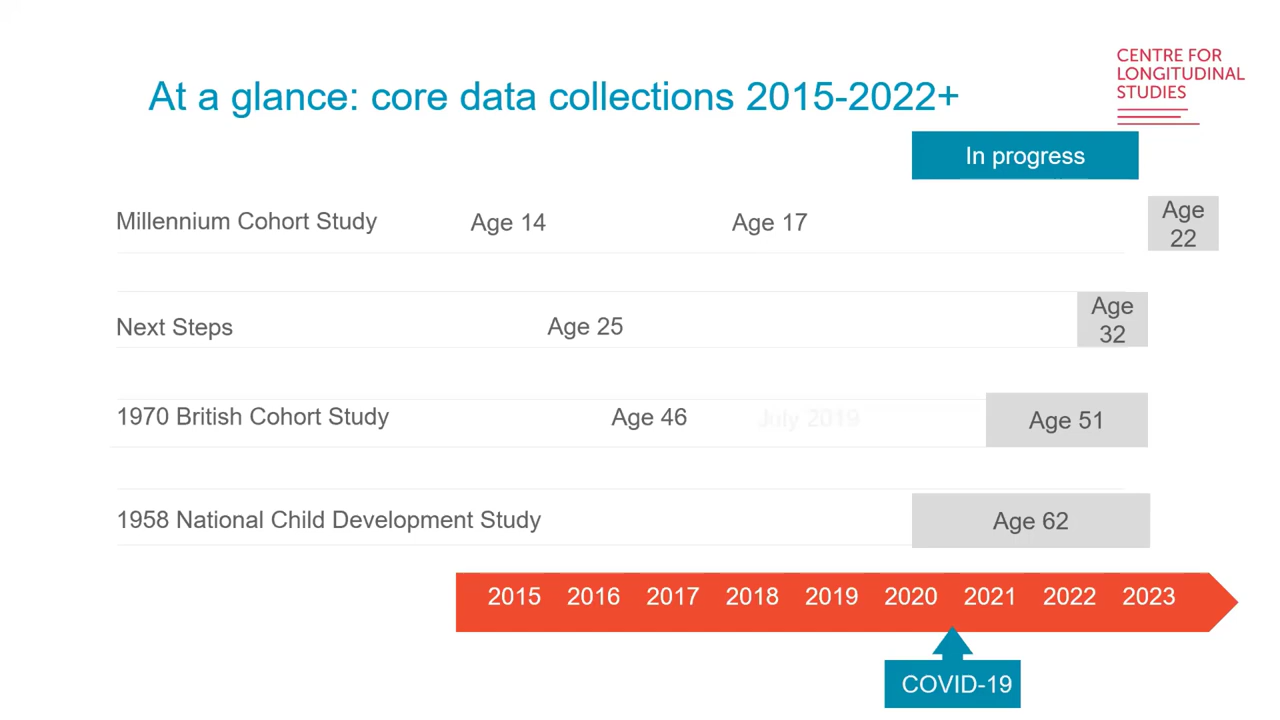 CENTRE FOR
LONGITUDINAL
STUDIES
At a glance: core data collections 2015-2022+
In progress
Millennium Cohort Study Age 14 Age 17 Age 22
Next Steps Age 25 Age 32
1970 British Cohort Study Age 46 July 2019 Age 51
1958 National Child Development Study Age 62
2015 2016 2017 2018 2019 2020 2021 2022 2023
COVID-19